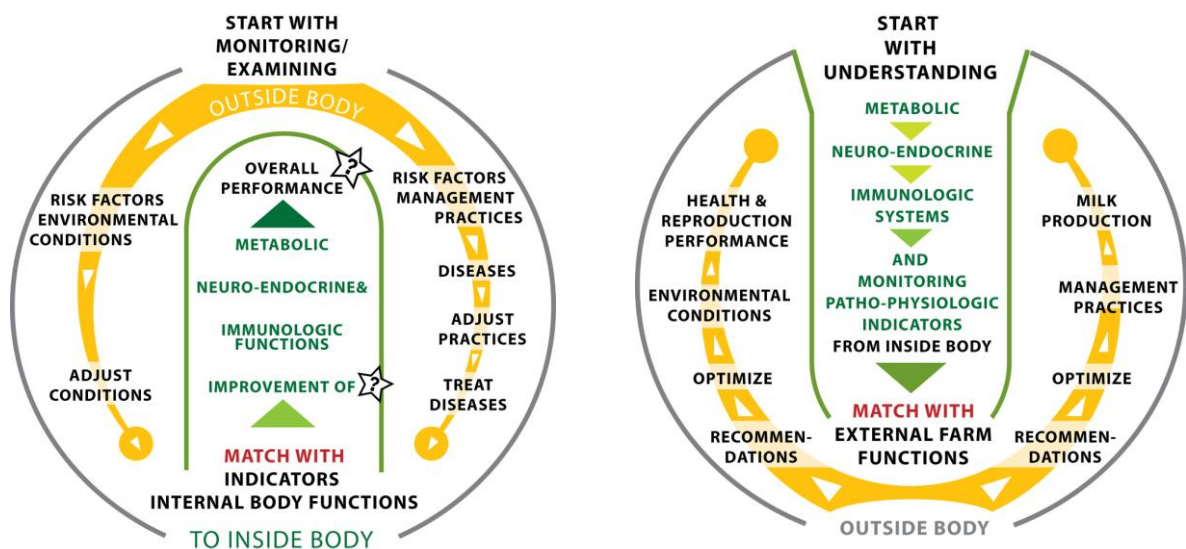 START WITH
MONITORING/
EXAMINING
OUTSIDE BODY
RISK FACTORS
ENVIRONMENTAL
CONDITIONS
ADJUST
CONDITIONS
OVERALL
PERFORMANCE
?
METABOLIC
NEURO-ENDOCRINE&
IMMUNOLOGIC
FUNCTIONS
IMPROVEMENT OF
?
MATCH WITH
INDICATORS
INTERNAL BODY FUNCTIONS
RISK FACTORS
MANAGEMENT
PRACTICES
DISEASES
ADJUST
PRACTICES
TREAT
DISEASES
TO INSIDE BODY
START
WITH
UNDERSTANDING
METABOLIC
NEURO-ENDOCRINE
IMMUNOLOGIC
SYSTEMS
AND
MONITORING
PATHO-PHYSIOLOGIC
INDICATORS
FROM INSIDE BODY
MATCH WITH
EXTERNAL FARM
FUNCTIONS
HEALTH &
REPRODUCTION
PERFORMANCE
ENVIRONMENTAL
CONDITIONS
OPTIMIZE
RECOMMEN-
DATIONS
MILK
PRODUCTION
MANAGEMENT
PRACTICES
OPTIMIZE
RECOMMEN-
DATIONS
OUTSIDE BODY